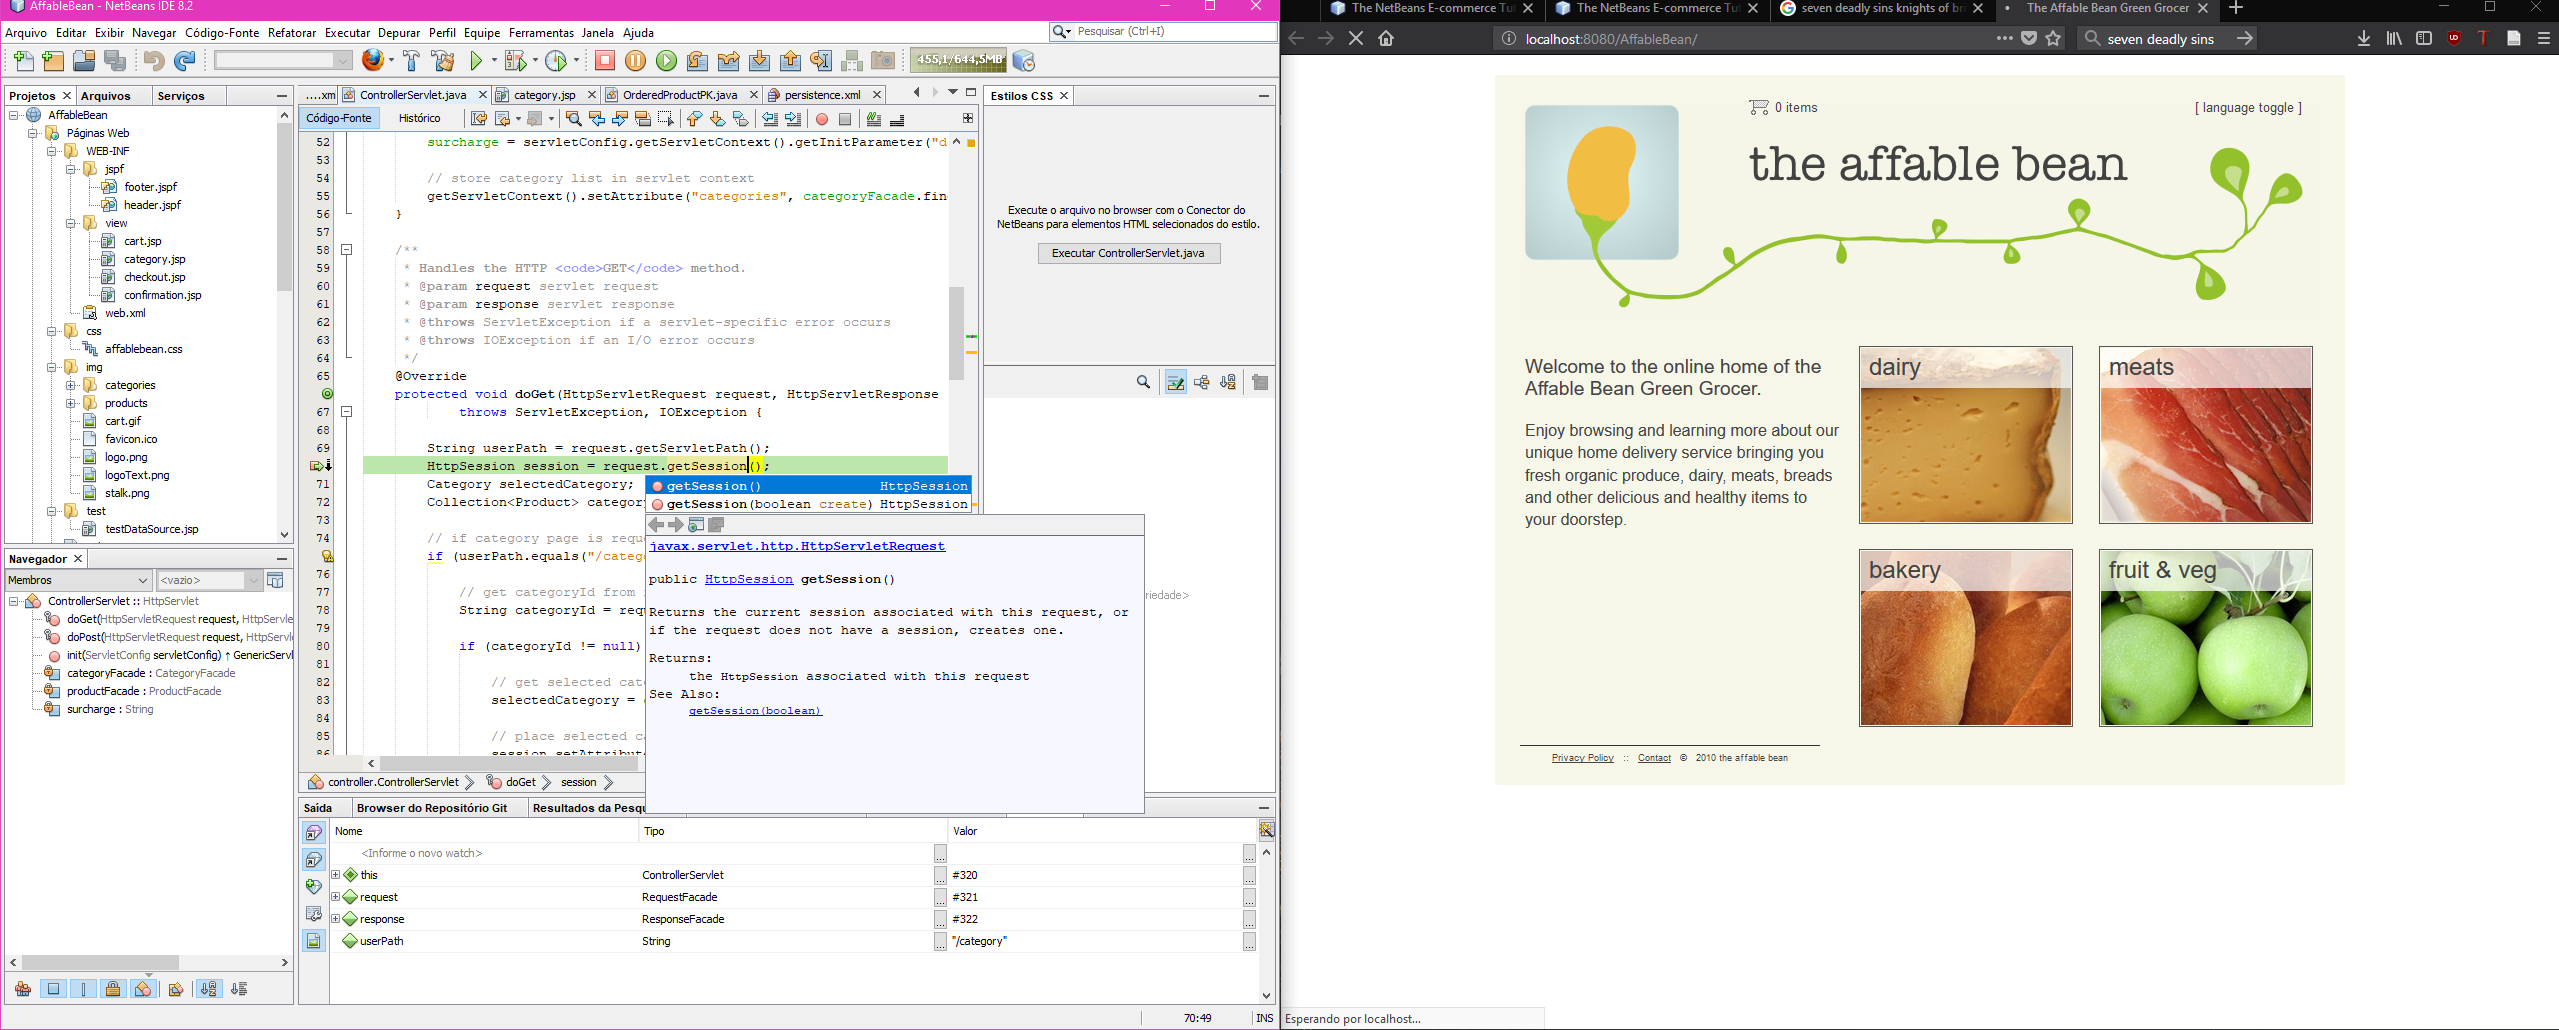 AffableBean - NetBeans IDE 8.2
Arquivo Editar Exibir Navegar Código-Fonte Refatorar Executar Depurar Perfil Equipe Ferramentas Janela Ajuda
Pesquisar (Ctrl+I)
455,1/644,5MB
Projetos Arquivos Serviços
AffableBean
Páginas Web
WEB-INF
jspf
footer.jspf
header.jspf
view
cart.jsp
category.jsp
checkout.jsp
confirmation.jsp
web.xml
css
affablebean.css
img
categories
products
cart.gif
favicon.ico
logo.png
logoText.png
stalk.png
test
testDataSource.jsp
Navegador
Membros <vazio>
ControllerServlet :: HttpServlet
doGet(HttpServletRequest request, HttpServle
doPost(HttpServletRequest request, HttpServl
init(ServletConfig servletConfig) ↑ GenericServl
categoryFacade : CategoryFacade
productFacade : ProductFacade
surcharge : String
....xml ControllerServlet.java category.jsp OrderedProductPK.java persistence.xml
Código-Fonte Histórico
52 surcharge = servletConfig.getServletContext().getInitParameter("d
53
54 // store category list in servlet context
55 getServletContext().setAttribute("categories", categoryFacade.fin
56 }
57
58 /**
59 * Handles the HTTP <code>GET</code> method.
60 * @param request servlet request
61 * @param response servlet response
62 * @throws ServletException if a servlet-specific error occurs
63 * @throws IOException if an I/O error occurs
64 */
65 @Override
protected void doGet(HttpServletRequest request, HttpServletResponse
67 throws ServletException, IOException {
68
69 String userPath = request.getServletPath();
HttpSession session = request.getSession();
71 Category selectedCategory;
72 Collection<Product> categor
73
74 // if category page is reque
if (userPath.equals("/categ
76
77 // get categoryId from
78 String categoryId = requ
79
80 if (categoryId != null)
81
82 // get selected cat
83 selectedCategory =
84
85 // place selected ca
86 session.setAttribut
getSession() HttpSession
getSession(boolean create) HttpSession
javax.servlet.http.HttpServletRequest
public HttpSession getSession()
Returns the current session associated with this request, or
if the request does not have a session, creates one.
Returns:
the HttpSession associated with this request
See Also:
getSession(boolean)
controller.ControllerServlet doGet session
Estilos CSS
Execute o arquivo no browser com o Conector do
NetBeans para elementos HTML selecionados do estilo.
Executar ControllerServlet.java
riedade>
Saída Browser do Repositório Git Resultados da Pesqu
Nome Tipo Valor
<Informe o novo watch> ... ...
this ControllerServlet ... #320 ...
request RequestFacade ... #321 ...
response ResponseFacade ... #322 ...
userPath String ... "/category" ...
70:49 INS
The NetBeans E-commerce Tut The NetBeans E-commerce Tut seven deadly sins knights of br The Affable Bean Green Grocer
localhost:8080/AffableBean/
seven deadly sins
0 items
[ language toggle ]
the affable bean
Welcome to the online home of the
Affable Bean Green Grocer.
Enjoy browsing and learning more about our
unique home delivery service bringing you
fresh organic produce, dairy, meats, breads
and other delicious and healthy items to
your doorstep.
dairy
meats
bakery
fruit & veg
Privacy Policy :: Contact © 2010 the affable bean
Esperando por localhost...